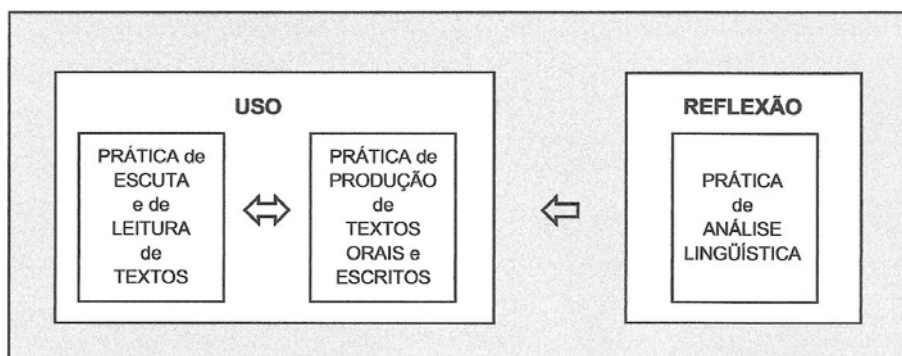 USO
PRÁTICA de
ESCUTA
e de
LEITURA
de
TEXTOS
PRÁTICA de
PRODUÇÃO
de
TEXTOS
ORAIS e
ESCRITOS
REFLEXÃO
PRÁTICA
de
ANÁLISE
LINGÜÍSTICA